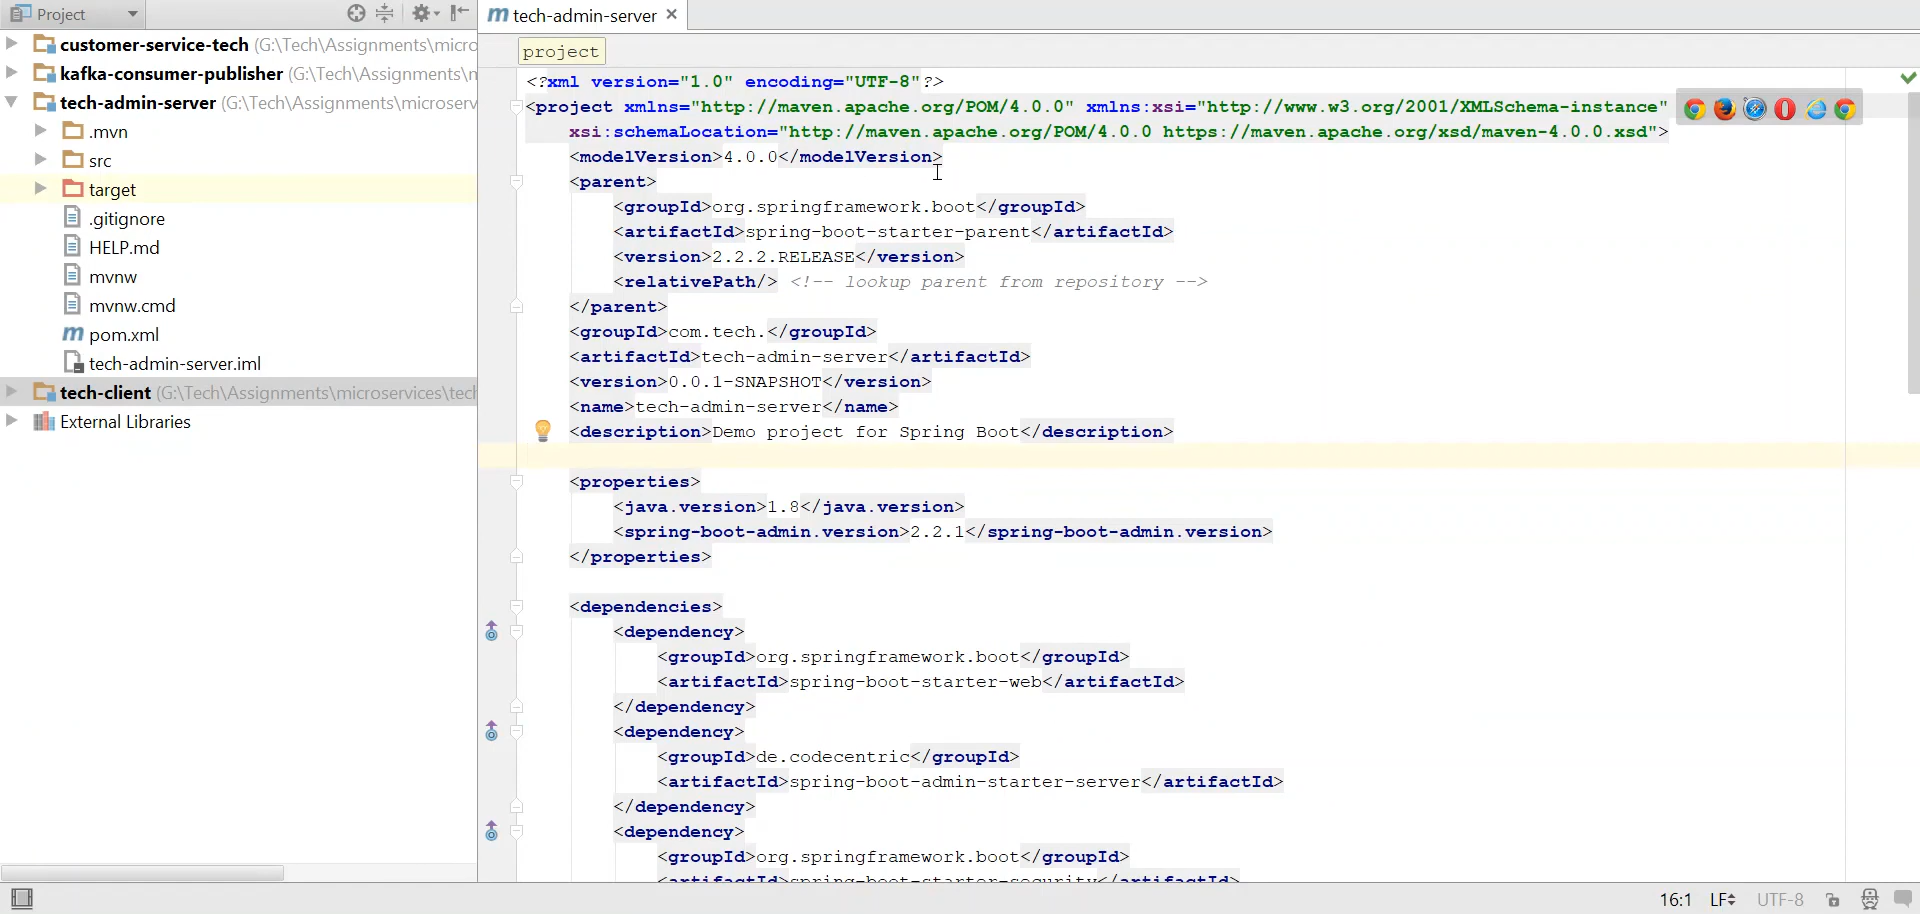 Project
customer-service-tech (G:\Tech\Assignments\micro
kafka-consumer-publisher (G:\Tech\Assignments\m
tech-admin-server (G:\Tech\Assignments\microserv
.mvn
src
target
.gitignore
HELP.md
mvnw
mvnw.cmd
pom.xml
tech-admin-server.iml
tech-client (G:\Tech\Assignments\microservices\tech
External Libraries
tech-admin-server
project
<?xml version="1.0" encoding="UTF-8"?>
<project xmlns="http://maven.apache.org/POM/4.0.0" xmlns:xsi="http://www.w3.org/2001/XMLSchema-instance"
xsi:schemaLocation="http://maven.apache.org/POM/4.0.0 https://maven.apache.org/xsd/maven-4.0.0.xsd">
<modelVersion>4.0.0</modelVersion>
<parent>
<groupId>org.springframework.boot</groupId>
<artifactId>spring-boot-starter-parent</artifactId>
<version>2.2.2.RELEASE</version>
<relativePath/> <!-- lookup parent from repository -->
</parent>
<groupId>com.tech.</groupId>
<artifactId>tech-admin-server</artifactId>
<version>0.0.1-SNAPSHOT</version>
<name>tech-admin-server</name>
<description>Demo project for Spring Boot</description>
<properties>
<java.version>1.8</java.version>
<spring-boot-admin.version>2.2.1</spring-boot-admin.version>
</properties>
<dependencies>
<dependency>
<groupId>org.springframework.boot</groupId>
<artifactId>spring-boot-starter-web</artifactId>
</dependency>
<dependency>
<groupId>de.codecentric</groupId>
<artifactId>spring-boot-admin-starter-server</artifactId>
</dependency>
<dependency>
<groupId>org.springframework.boot</groupId>
<artifactId>spring-boot-starter-security</artifactId>
16:1 LF UTF-8